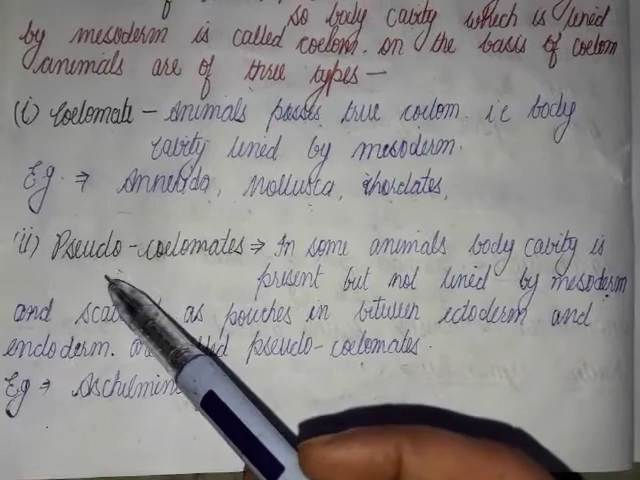 so body cavity which is lined
by mesoderm is called coelom. on the basis of coelom
animals are of three types —
(i) Coelomate - Animals posses true coelom. i.e body
cavity lined by mesoderm.
Eg. ⇒ Annelida, Mollusca, Chordates,
(ii) Pseudo-coelomates ⇒ In some animals body cavity is
present but not lined by mesoderm
and as pouches in bitween ectoderm and
endoderm. pseudo-coelomates.
Eg ⇒